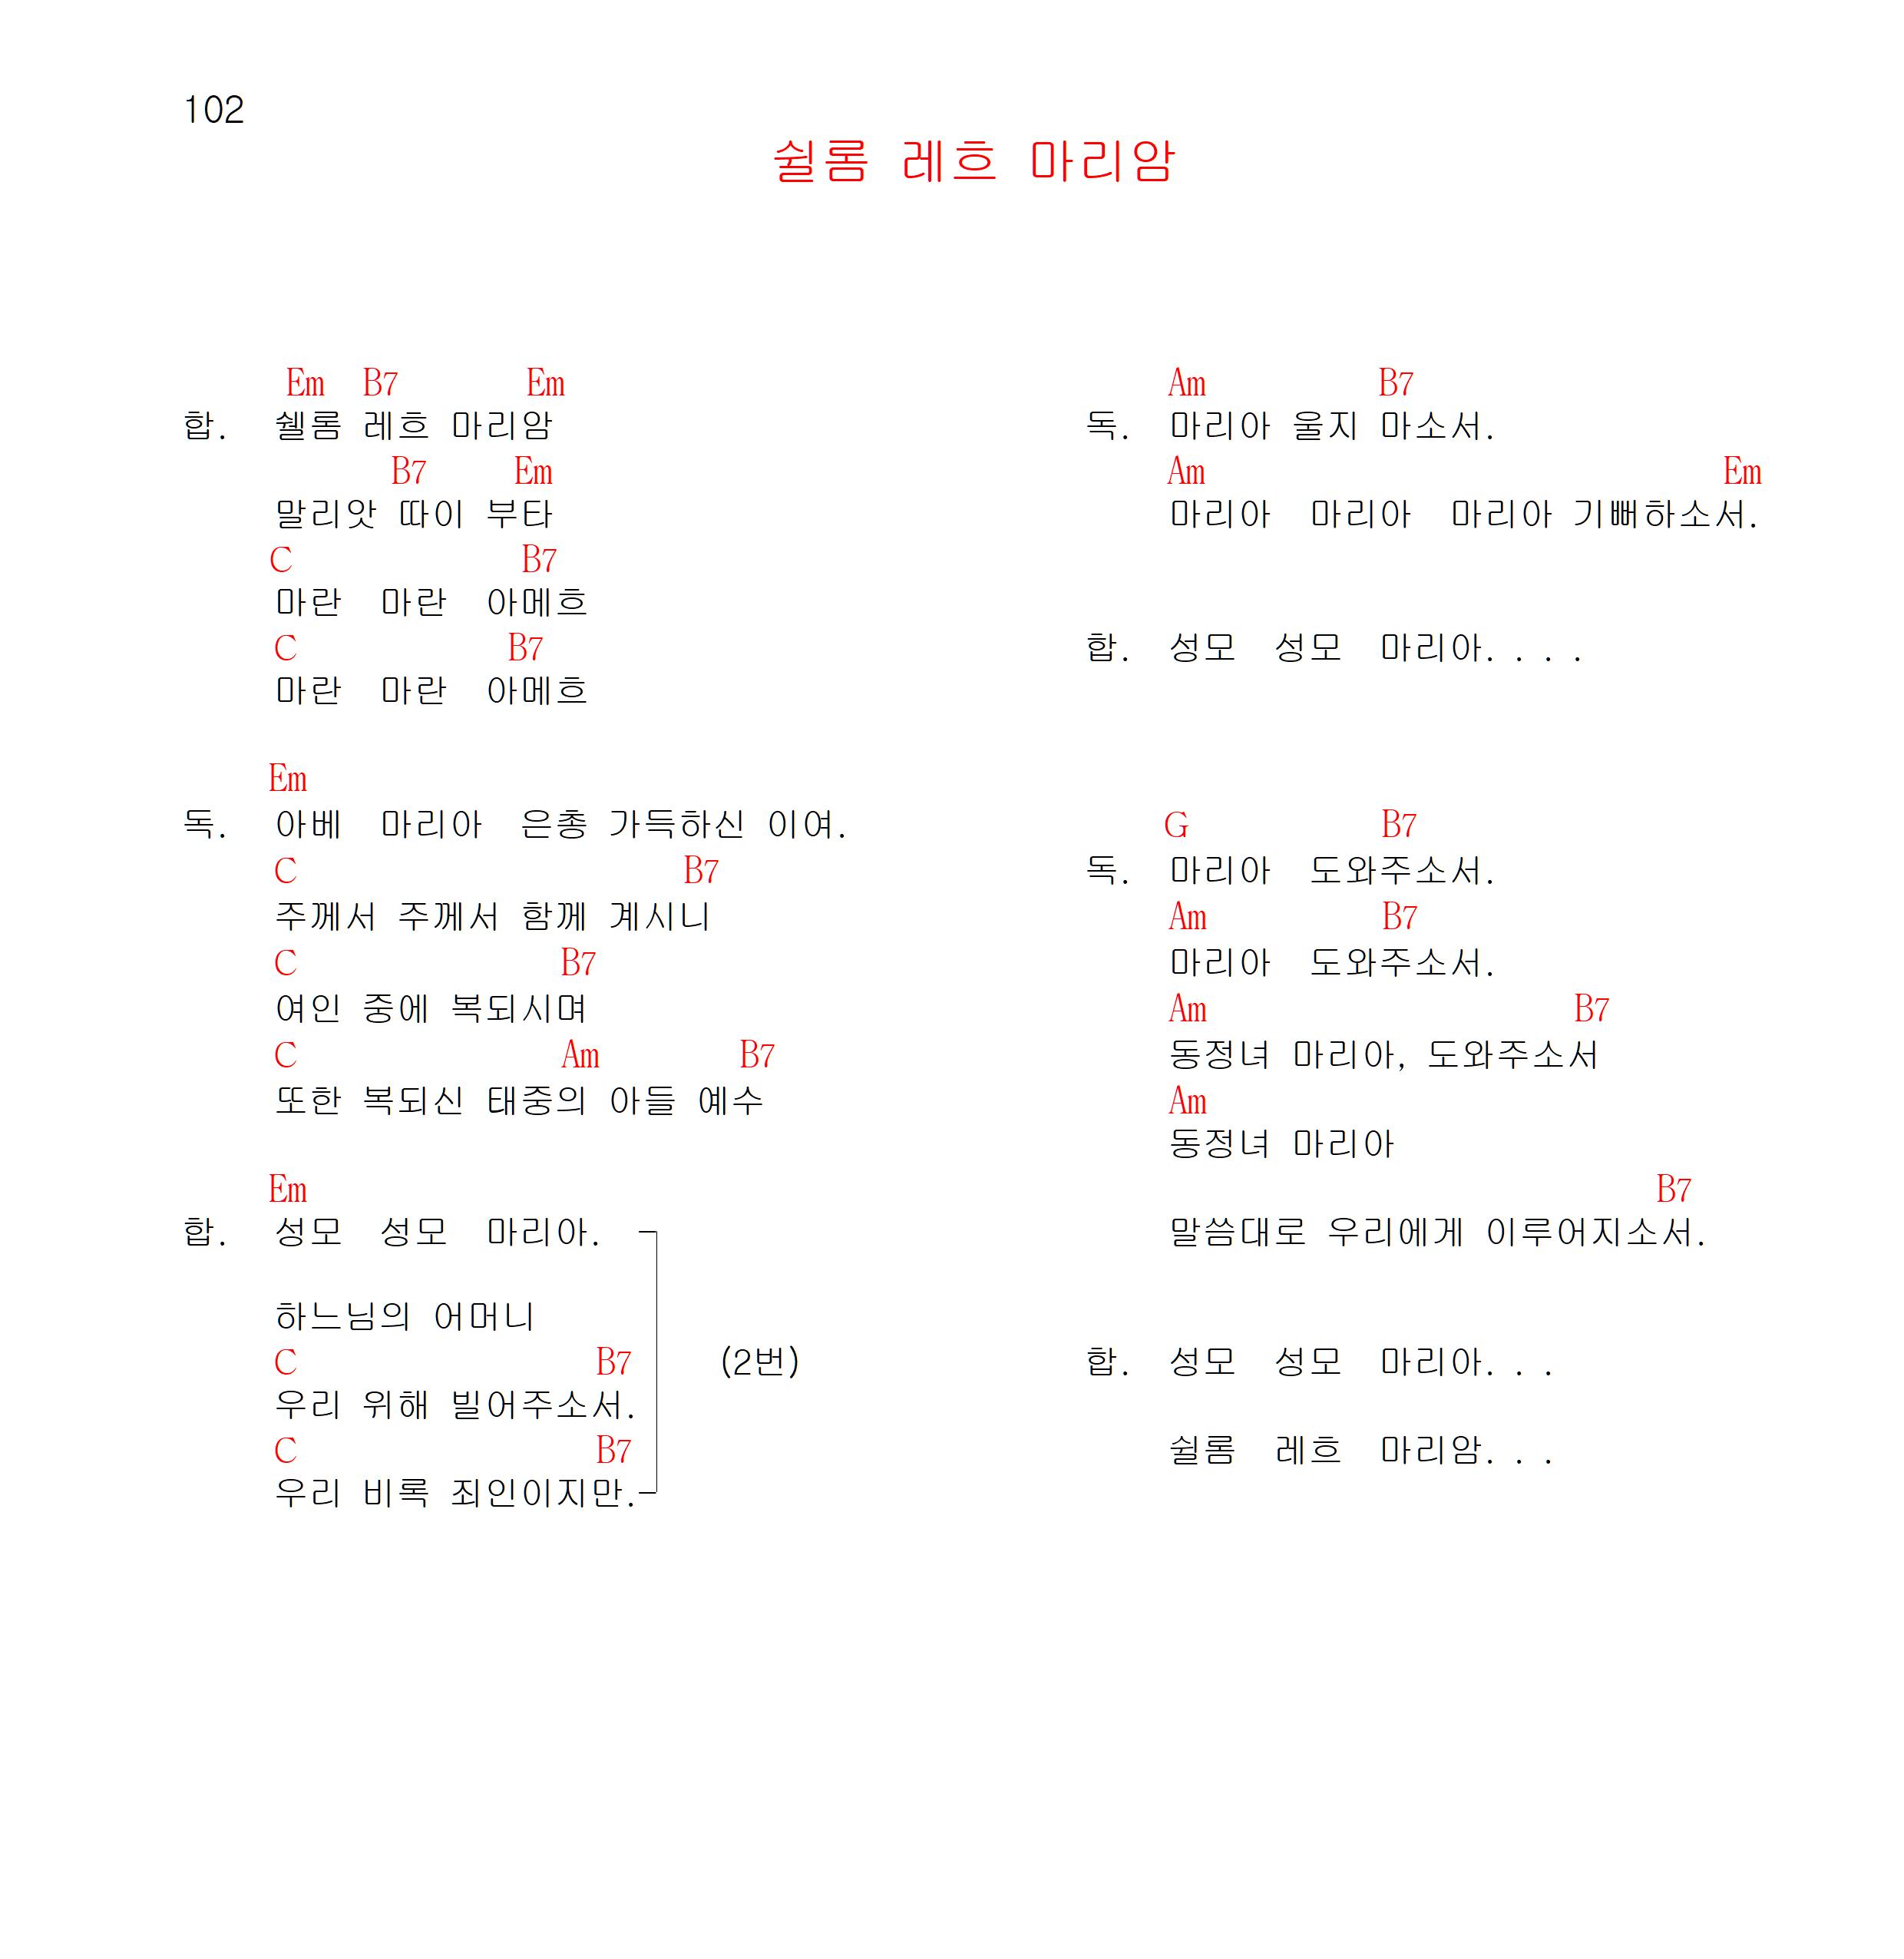 102
쉴롬 레흐 마리암
Em B7 Em
합. 쉘롬 레흐 마리암
B7 Em
말리앗 따이 부타
C B7
마란 마란 아메흐
C B7
마란 마란 아메흐
Em
독. 아베 마리아 은총 가득하신 이여.
C B7
주께서 주께서 함께 계시니
C B7
여인 중에 복되시며
C Am B7
또한 복되신 태중의 아들 예수
Em
합. 성모 성모 마리아.
하느님의 어머니
C B7 (2번)
우리 위해 빌어주소서.
C B7
우리 비록 죄인이지만.
Am B7
독. 마리아 울지 마소서.
Am Em
마리아 마리아 마리아 기뻐하소서.
합. 성모 성모 마리아. . . .
G B7
독. 마리아 도와주소서.
Am B7
마리아 도와주소서.
Am B7
동정녀 마리아, 도와주소서
Am
동정녀 마리아
B7
말씀대로 우리에게 이루어지소서.
합. 성모 성모 마리아. . .
쉴롬 레흐 마리암. . .